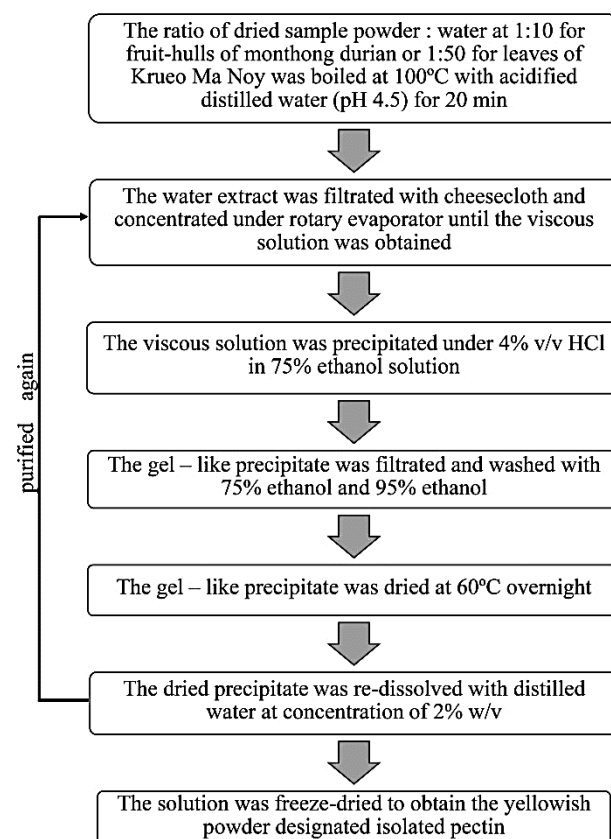 The ratio of dried sample powder : water at 1:10 for
fruit-hulls of monthong durian or 1:50 for leaves of
Krueo Ma Noy was boiled at 100ºC with acidified
distilled water (pH 4.5) for 20 min
The water extract was filtrated with cheesecloth and
concentrated under rotary evaporator until the viscous
solution was obtained
The viscous solution was precipitated under 4% v/v HCl
in 75% ethanol solution
purified again
The gel – like precipitate was filtrated and washed with
75% ethanol and 95% ethanol
The gel – like precipitate was dried at 60ºC overnight
The dried precipitate was re-dissolved with distilled
water at concentration of 2% w/v
The solution was freeze-dried to obtain the yellowish
powder designated isolated pectin